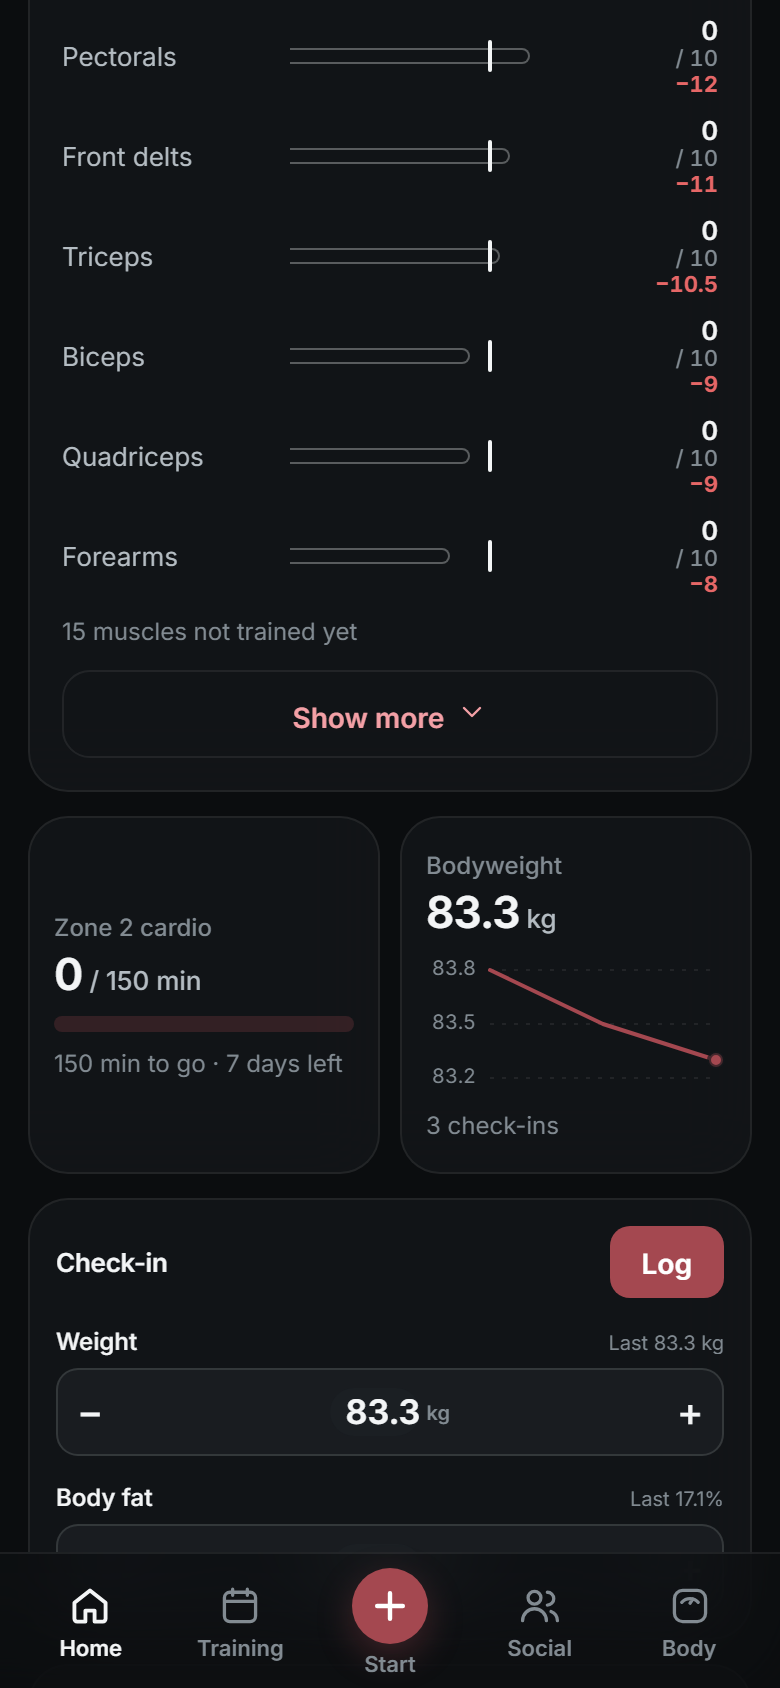 Pectorals
0
/ 10
−12
Front delts
0
/ 10
−11
Triceps
0
/ 10
−10.5
Biceps
0
/ 10
−9
Quadriceps
0
/ 10
−9
Forearms
0
/ 10
−8
15 muscles not trained yet
Show more
Zone 2 cardio
0 / 150 min
150 min to go · 7 days left
Bodyweight
83.3 kg
83.8
83.5
83.2
3 check-ins
Check-in
Log
Weight
Last 83.3 kg
− 83.3 kg +
Body fat
Last 17.1%
Home
Training
Start
Social
Body